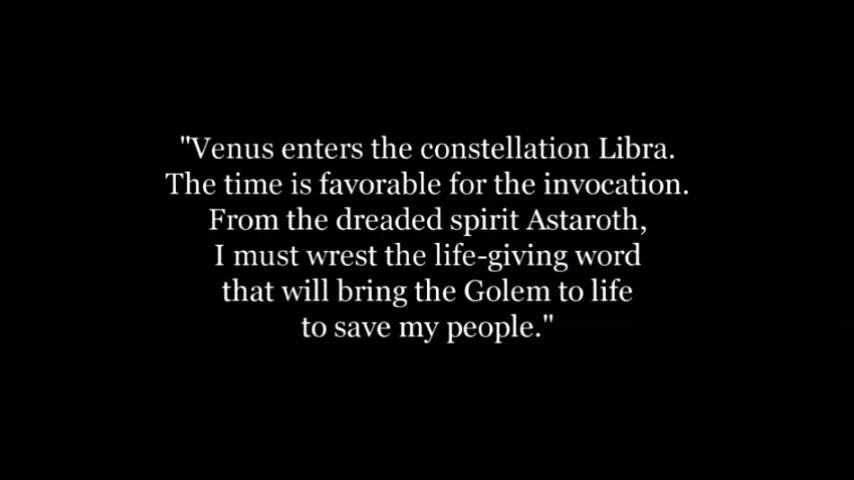 "Venus enters the constellation Libra.
The time is favorable for the invocation.
From the dreaded spirit Astaroth,
I must wrest the life-giving word
that will bring the Golem to life
to save my people."